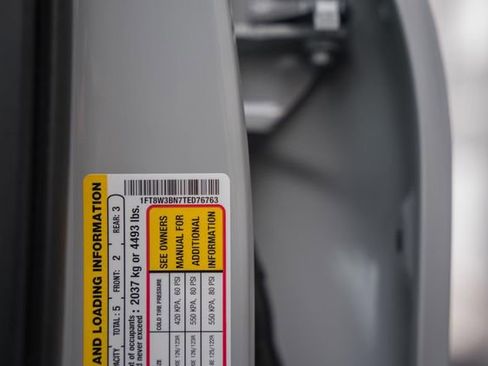 1FT8W3BN7TED76763
AND LOADING INFORMATION
TOTAL : 5 FRONT: 2 REAR: 3
of occupants
never exceed : 2037 kg or 4493 lbs.
SEE OWNERS
MANUAL FOR
ADDITIONAL
INFORMATION
COLD TIRE PRESSURE
420 KPA, 60 PSI
550 KPA, 80 PSI
550 KPA, 80 PSI